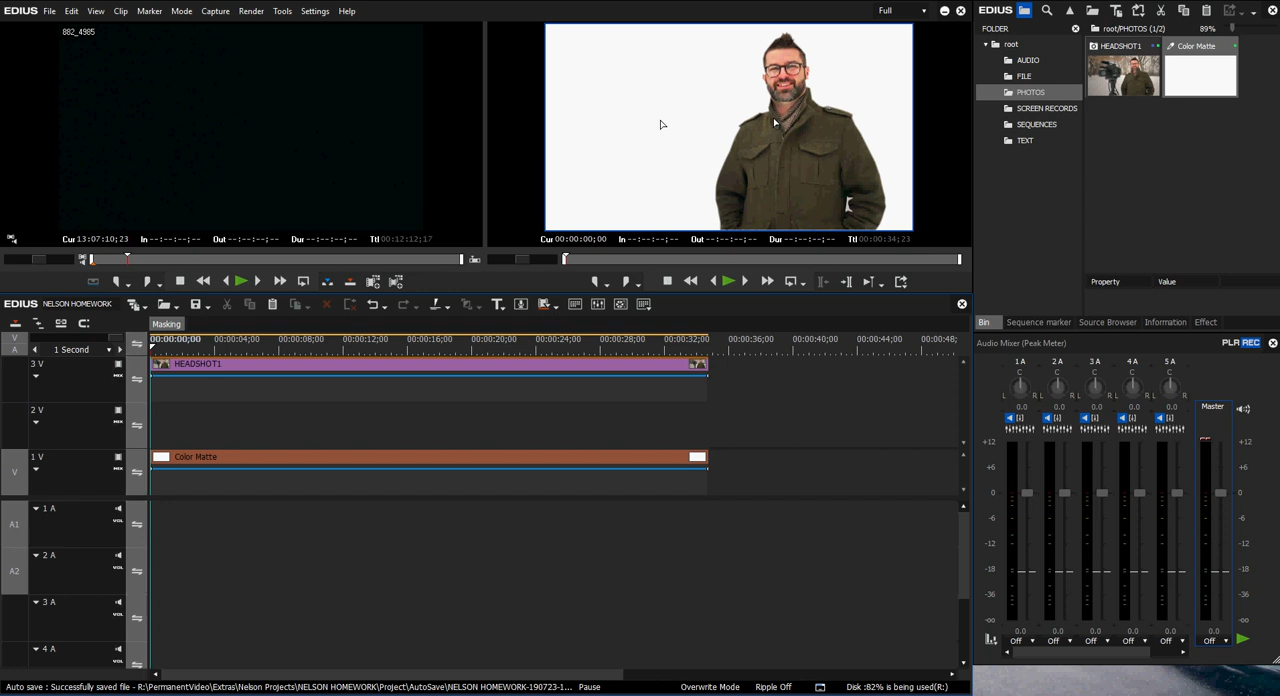 EDIUS File Edit View Clip Marker Mode Capture Render Tools Settings Help Full
882_4985
Cur 13:07:10;23 In --:--:--;-- Out --:--:--;-- Dur --:--:--;-- Ttl 00:12:12;17
Cur 00:00:00;00 In --:--:--;-- Out --:--:--;-- Dur --:--:--;-- Ttl 00:00:34;23
EDIUS
FOLDER
root
AUDIO
FILE
PHOTOS
SCREEN RECORDS
SEQUENCES
TEXT
root/PHOTOS (1/2) 89%
HEADSHOT1 Color Matte
Property Value
Bin Sequence marker Source Browser Information Effect
EDIUS NELSON HOMEWORK
Masking
V
A 1 Second
00:00:00;00 00:00:04;00 00:00:08;00 00:00:12;00 00:00:16;00 00:00:20;00 00:00:24;00 00:00:28;00 00:00:32;00 00:00:36;00 00:00:40;00 00:00:44;00 00:00:48;
3 V HEADSHOT1
MIX
2 V
MIX
1 V Color Matte
V MIX
1 A
A1 VOL
2 A
A2 VOL
3 A
VOL
4 A
VOL
Audio Mixer (Peak Meter) PLR REC
1 A 2 A 3 A 4 A 5 A
C C C C C
L R L R L R L R L R
0.0 0.0 0.0 0.0 0.0 Master
+12 +12
+6 +6
0 0
-6 -6
-12 -12
-18 -18
-36 -36
-∞ -∞
0.0 0.0 0.0 0.0 0.0 0.0
Off Off Off Off Off Off
Auto save : Successfully saved file - R:\PermanentVideo\Extras\Nelson Projects\NELSON HOMEWORK\Project\AutoSave\NELSON HOMEWORK-190723-1... Pause Overwrite Mode Ripple Off Disk :82% is being used(R:)